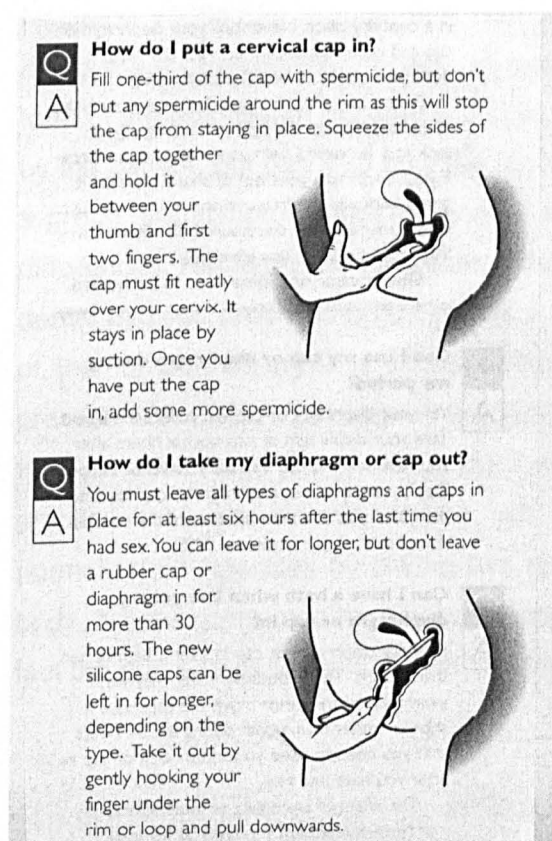 Q
How do I put a cervical cap in?
A
Fill one-third of the cap with spermicide, but don't
put any spermicide around the rim as this will stop
the cap from staying in place. Squeeze the sides of
the cap together
and hold it
between your
thumb and first
two fingers. The
cap must fit neatly
over your cervix. It
stays in place by
suction. Once you
have put the cap
in, add some more spermicide.
Q
How do I take my diaphragm or cap out?
A
You must leave all types of diaphragms and caps in
place for at least six hours after the last time you
had sex. You can leave it for longer, but don't leave
a rubber cap or
diaphragm in for
more than 30
hours. The new
silicone caps can be
left in for longer,
depending on the
type. Take it out by
gently hooking your
finger under the
rim or loop and pull downwards.